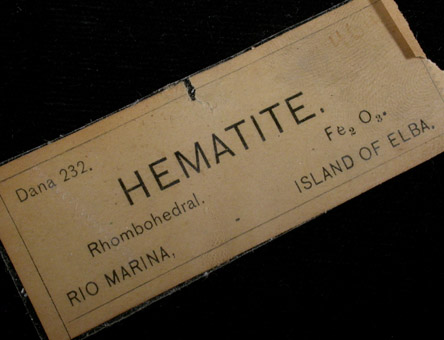 Dana 232.
HEMATITE.
Fe₂ O₃.
Rhombohedral.
RIO MARINA,
ISLAND OF ELBA.